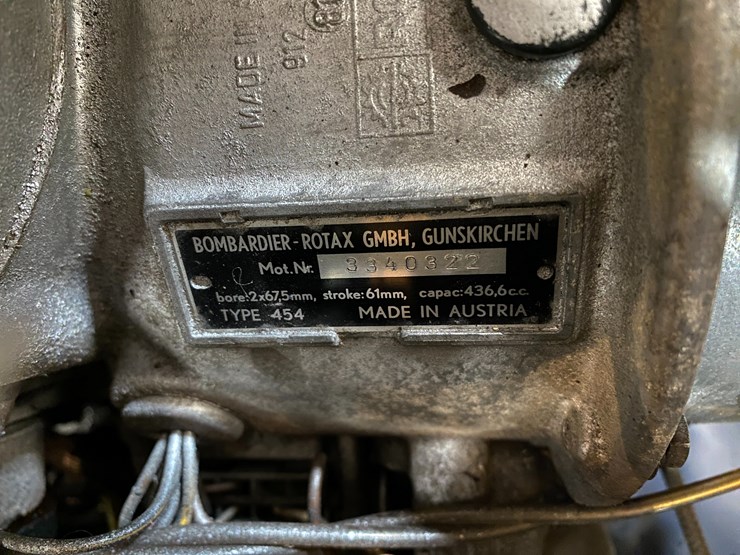 MADE IN
912
BOMBARDIER-ROTAX GMBH, GUNSKIRCHEN
Mot.Nr. 3340322
bore:2x67,5mm, stroke:61mm, capac:436,6c.c.
TYPE 454 MADE IN AUSTRIA